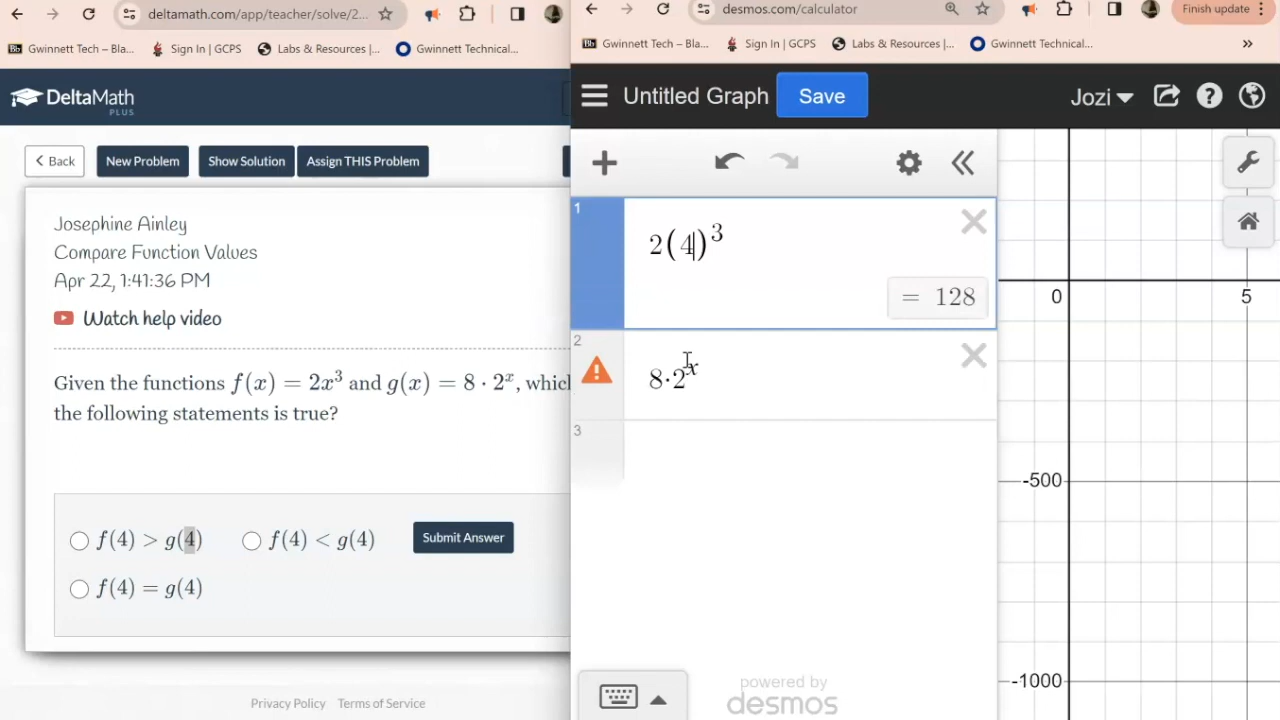 deltamath.com/app/teacher/solve/2...
Gwinnett Tech – Bla...
Sign In | GCPS
Labs & Resources |...
Gwinnett Technical...
DeltaMath
PLUS
Back
New Problem
Show Solution
Assign THIS Problem
Josephine Ainley
Compare Function Values
Apr 22, 1:41:36 PM
Watch help video
Given the functions f(x) = 2x³ and g(x) = 8 · 2ˣ, which
the following statements is true?
f(4) > g(4)
f(4) < g(4)
Submit Answer
f(4) = g(4)
Privacy Policy
Terms of Service
desmos.com/calculator
Finish update
Gwinnett Tech – Bla...
Sign In | GCPS
Labs & Resources |...
Gwinnett Technical...
»
Untitled Graph
Save
Jozi
?
1
2(4)³
= 128
2
8·2ˣ
3
powered by
desmos
0
5
-500
-1000